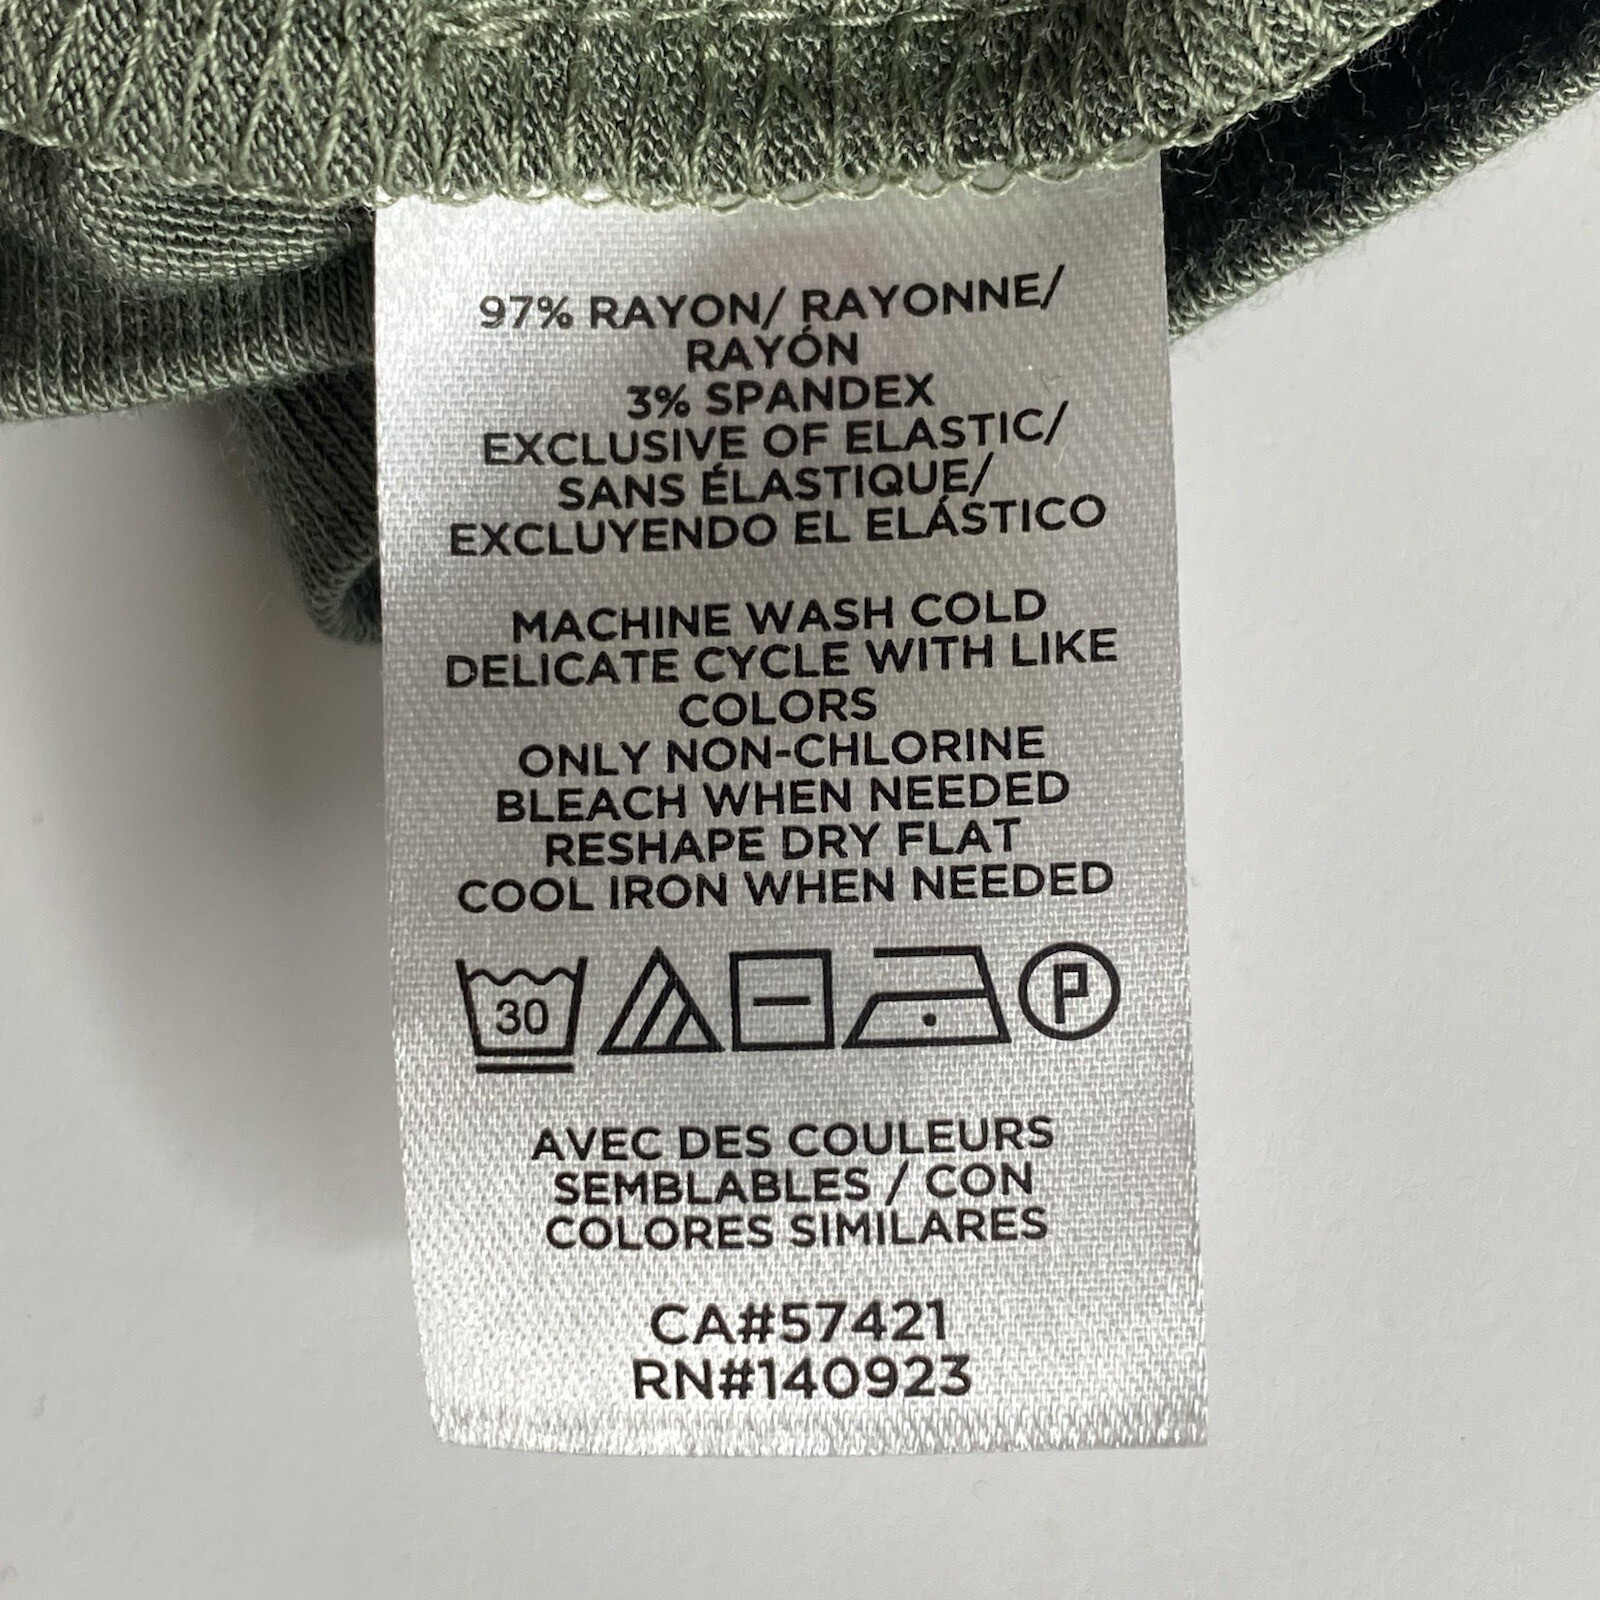 97% RAYON/ RAYONNE/
RAYÓN
3% SPANDEX
EXCLUSIVE OF ELASTIC/
SANS ÉLASTIQUE/
EXCLUYENDO EL ELÁSTICO
MACHINE WASH COLD
DELICATE CYCLE WITH LIKE
COLORS
ONLY NON-CHLORINE
BLEACH WHEN NEEDED
RESHAPE DRY FLAT
COOL IRON WHEN NEEDED
30 P
AVEC DES COULEURS
SEMBLABLES / CON
COLORES SIMILARES
CA#57421
RN#140923